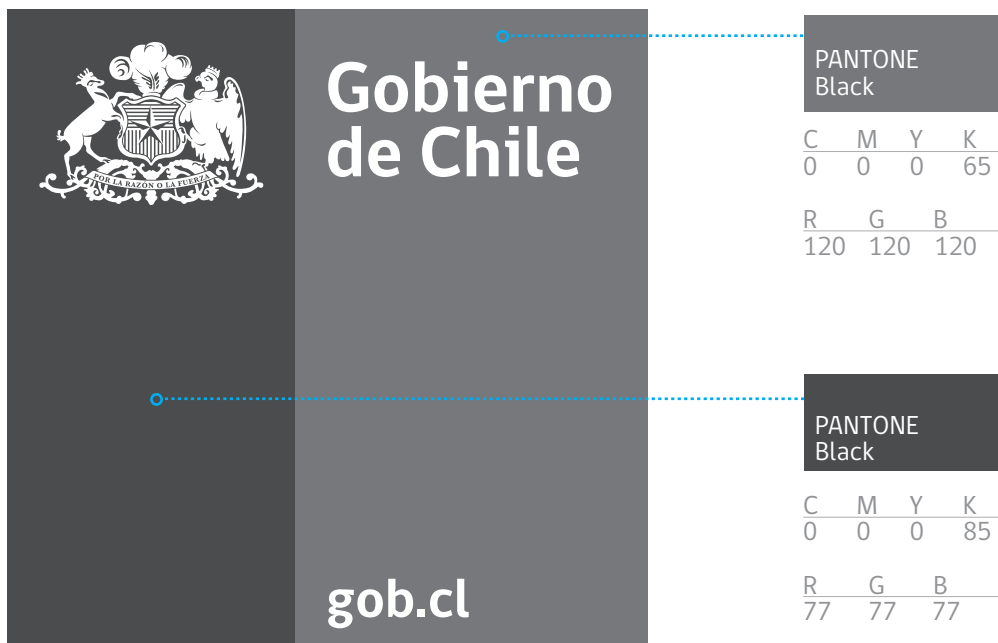 Gobierno
de Chile
POR LA RAZÓN O LA FUERZA
gob.cl
PANTONE
Black
C M Y K
0 0 0 65
R G B
120 120 120
PANTONE
Black
C M Y K
0 0 0 85
R G B
77 77 77